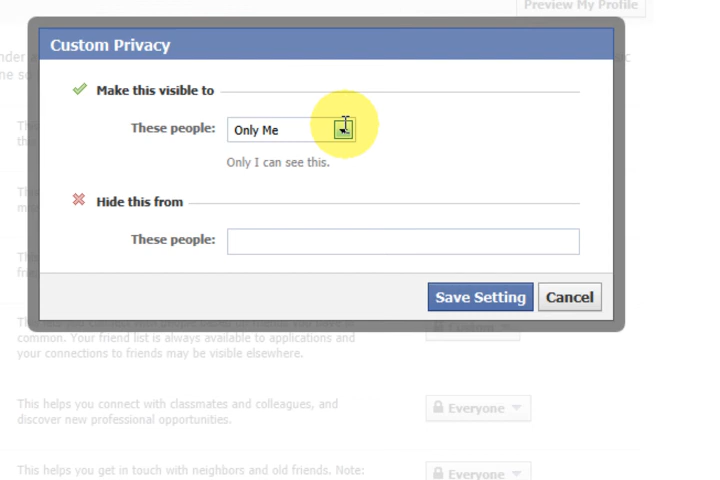 Preview My Profile
Custom Privacy
Make this visible to
These people: Only Me
Only I can see this.
Hide this from
These people:
Save Setting Cancel
common. Your friend list is always available to applications and
your connections to friends may be visible elsewhere.
This helps you connect with classmates and colleagues, and
discover new professional opportunities.
Everyone
This helps you get in touch with neighbors and old friends. Note:
Everyone